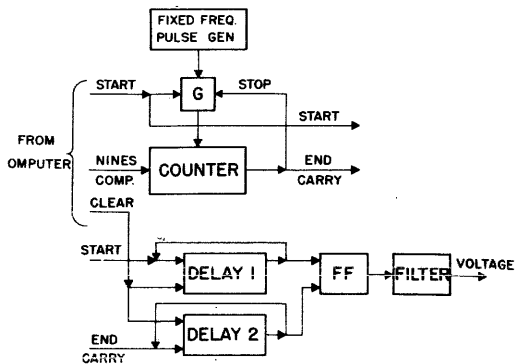 FIXED FREQ.
PULSE GEN
START
G
STOP
START
FROM
OMPUTER
NINES
COMP.
COUNTER
END
CARRY
CLEAR
START
DELAY 1
FF
FILTER
VOLTAGE
DELAY 2
END
CARRY